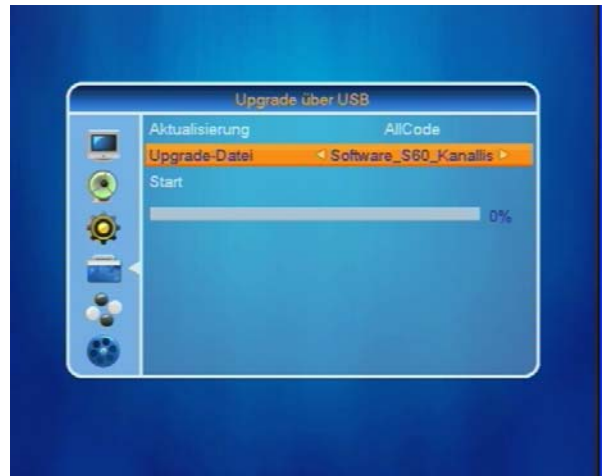 Upgrade über USB
Aktualisierung AllCode
Upgrade-Datei Software_S60_Kanallis
Start
0%